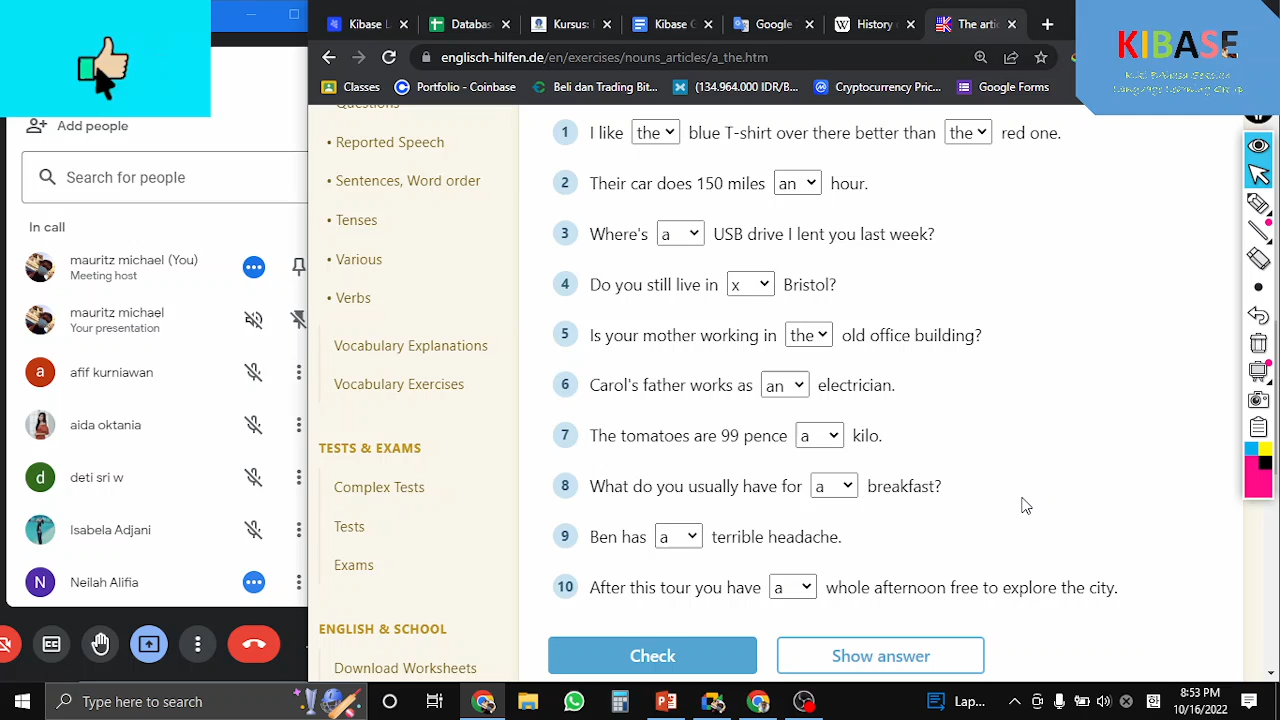 Kibase L
Databas
Kursus:
Kibase C
Google
History
The artic
KIBASE
englisch-hilfen.de/en/exercises/nouns_articles/a_the.htm
Classes
Portfolio - Coinbase
Beli dan Trading Bit...
(134.964.000 IDR/B...
Cryptocurrency Pric...
Google Forms
Add people
Search for people
In call
mauritz michael (You)
Meeting host
mauritz michael
Your presentation
afif kurniawan
aida oktania
deti sri w
Isabela Adjani
Neilah Alifia
Questions
• Reported Speech
• Sentences, Word order
• Tenses
• Various
• Verbs
Vocabulary Explanations
Vocabulary Exercises
TESTS & EXAMS
Complex Tests
Tests
Exams
ENGLISH & SCHOOL
Download Worksheets
1 I like the blue T-shirt over there better than the red one.
2 Their car does 150 miles an hour.
3 Where's a USB drive I lent you last week?
4 Do you still live in x Bristol?
5 Is your mother working in the old office building?
6 Carol's father works as an electrician.
7 The tomatoes are 99 pence a kilo.
8 What do you usually have for a breakfast?
9 Ben has a terrible headache.
10 After this tour you have a whole afternoon free to explore the city.
Check
Show answer
Type here to search
Lap...
8:53 PM
10/16/2022